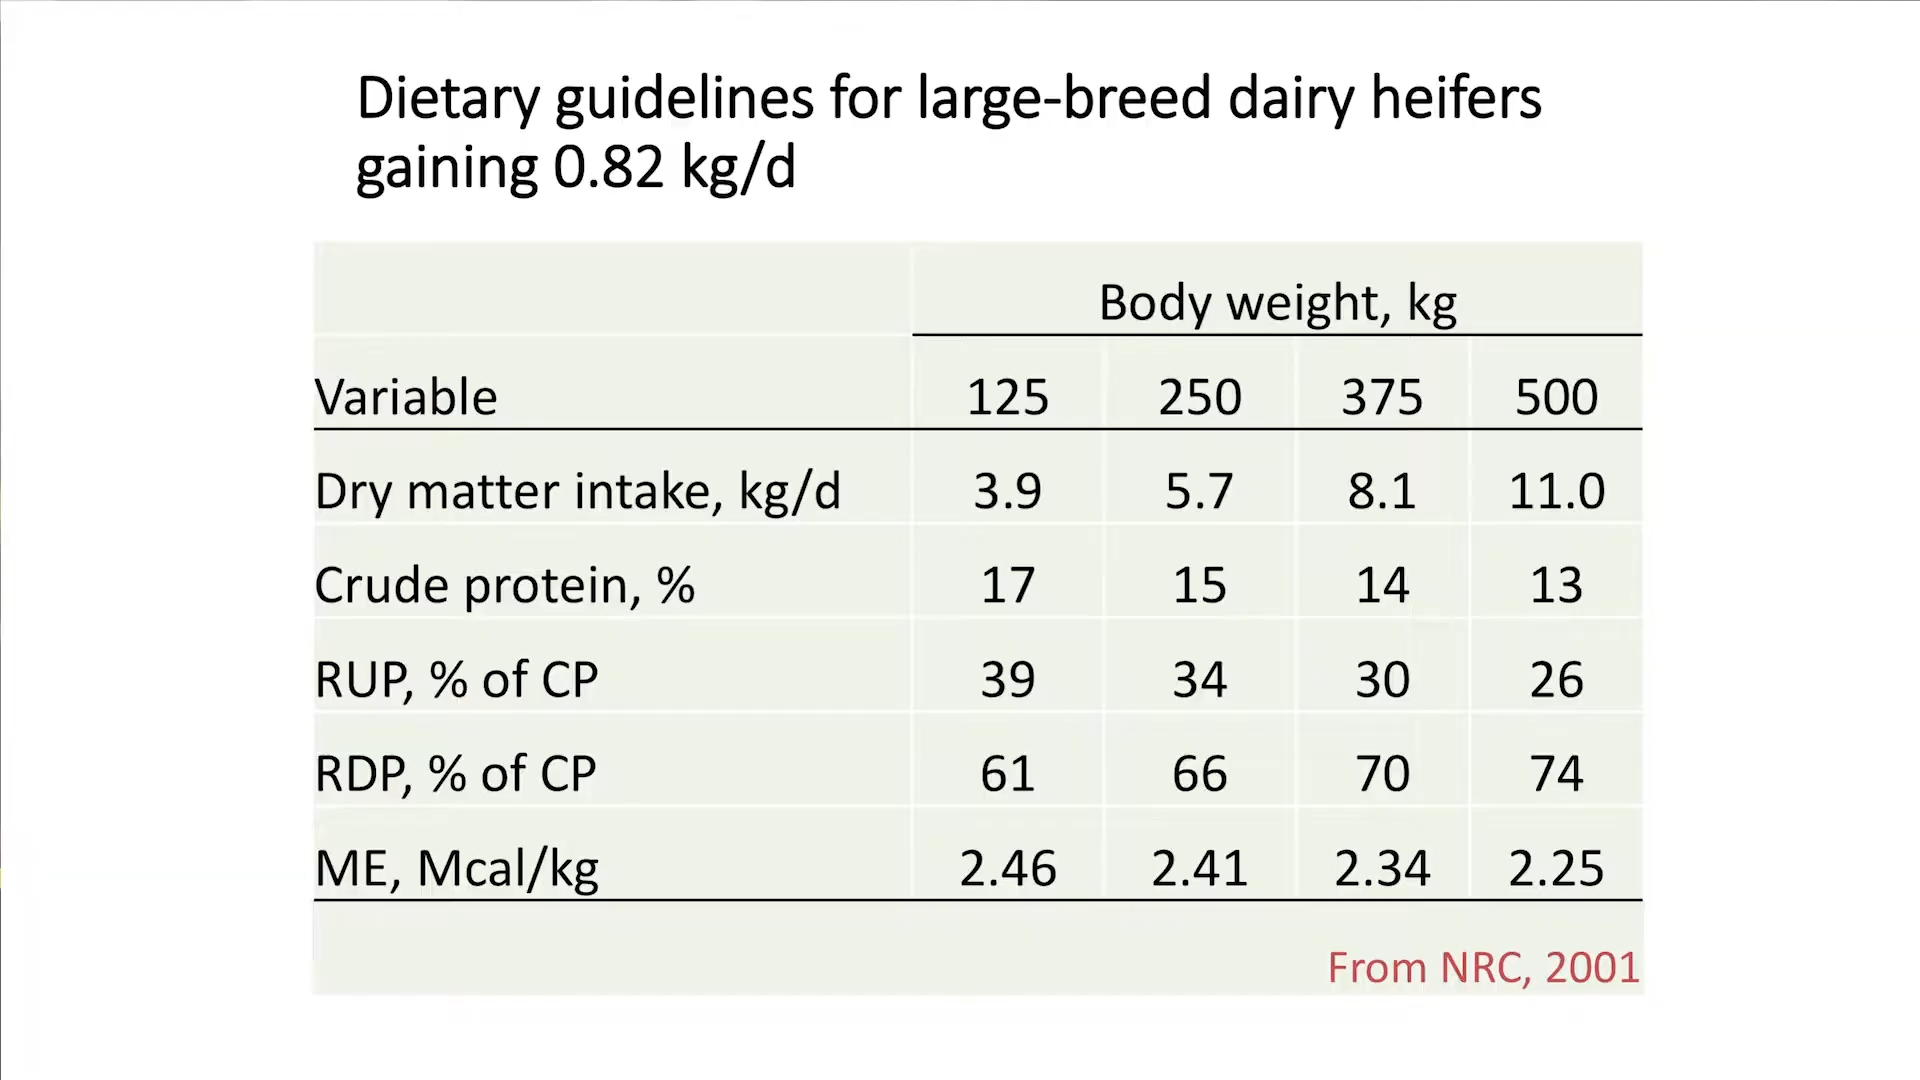 Dietary guidelines for large-breed dairy heifers
gaining 0.82 kg/d
Body weight, kg
Variable 125 250 375 500
Dry matter intake, kg/d 3.9 5.7 8.1 11.0
Crude protein, % 17 15 14 13
RUP, % of CP 39 34 30 26
RDP, % of CP 61 66 70 74
ME, Mcal/kg 2.46 2.41 2.34 2.25
From NRC, 2001